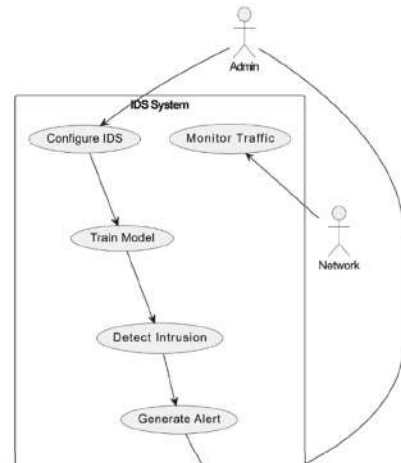 Admin
IDS System
Configure IDS
Monitor Traffic
Train Model
Network
Detect Intrusion
Generate Alert